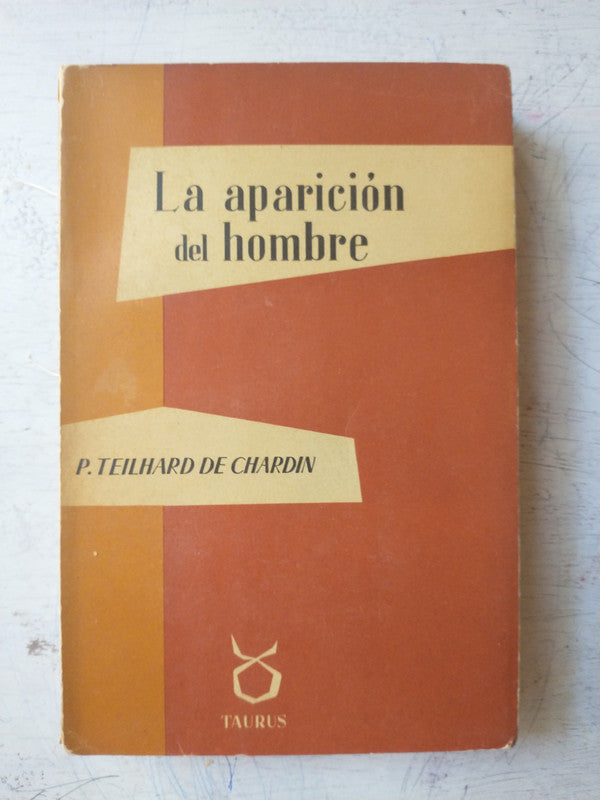 La aparición
del hombre
P. TEILHARD DE CHARDIN
TAURUS